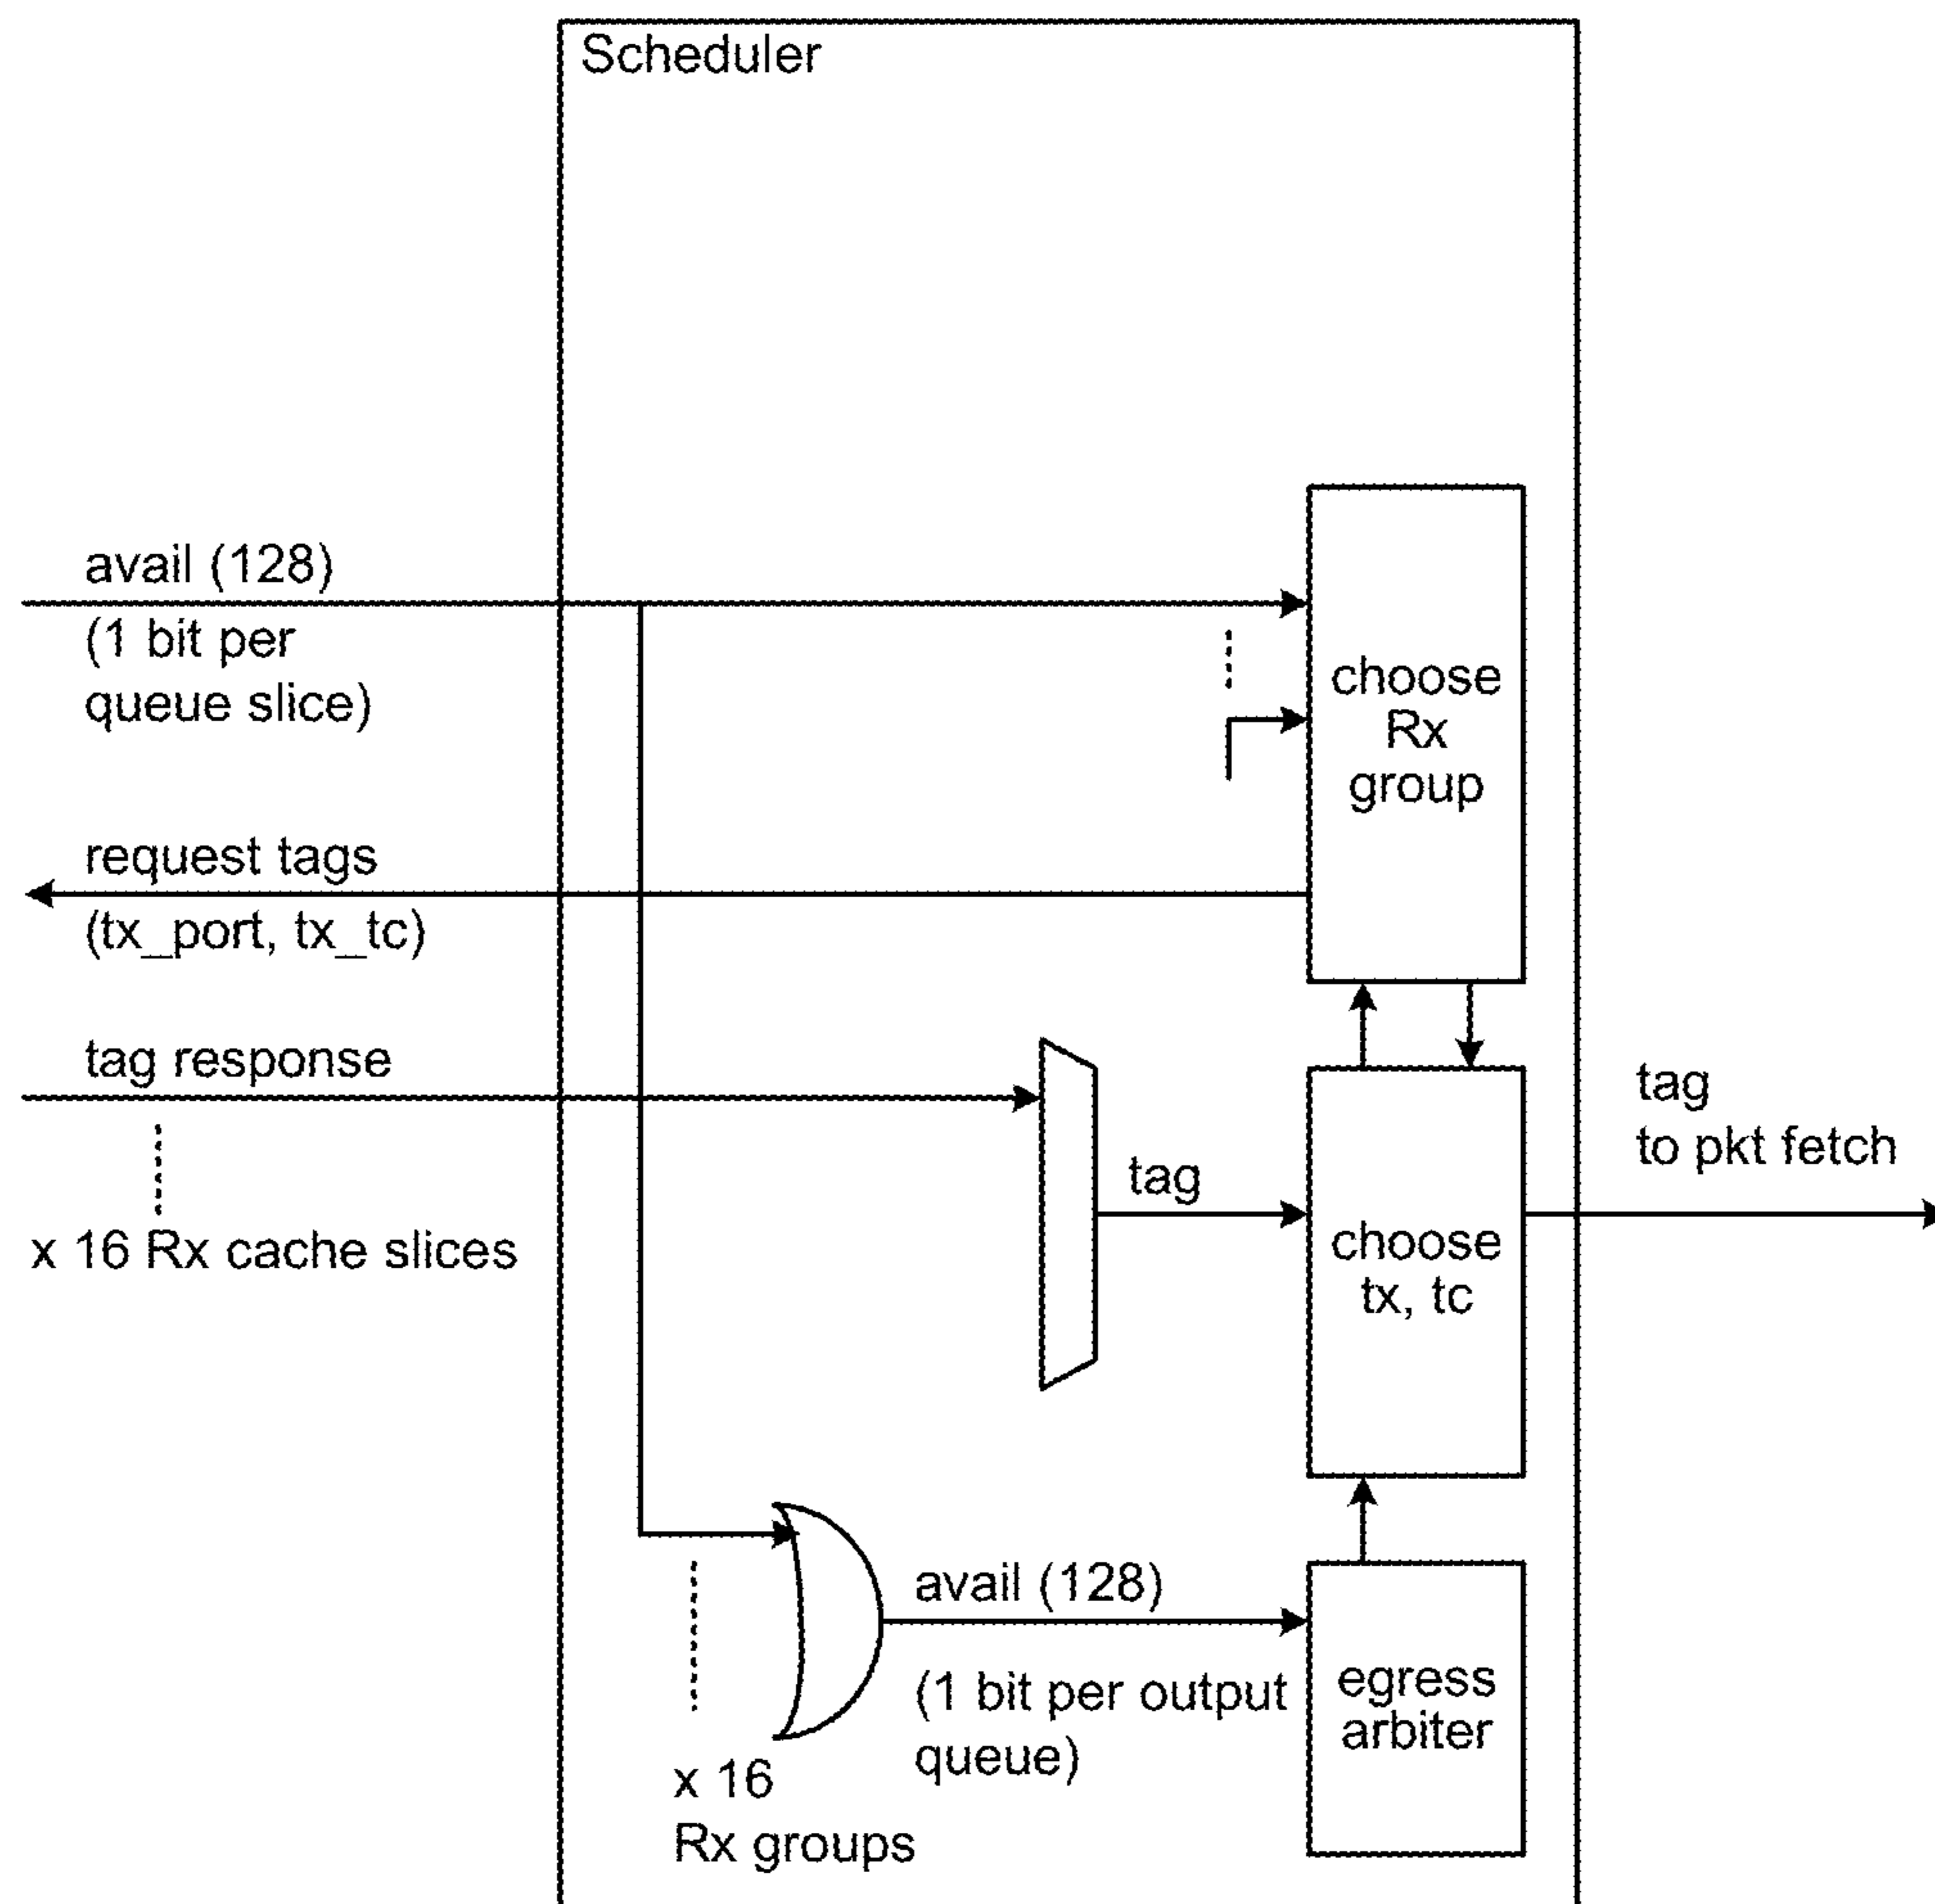 Scheduler
avail (128)
(1 bit per
queue slice)
choose
Rx
group
request tags
(tx_port, tx_tc)
tag response
x 16 Rx cache slices
tag
tag
to pkt fetch
choose
tx, tc
avail (128)
(1 bit per output
queue)
x 16
Rx groups
egress
arbiter